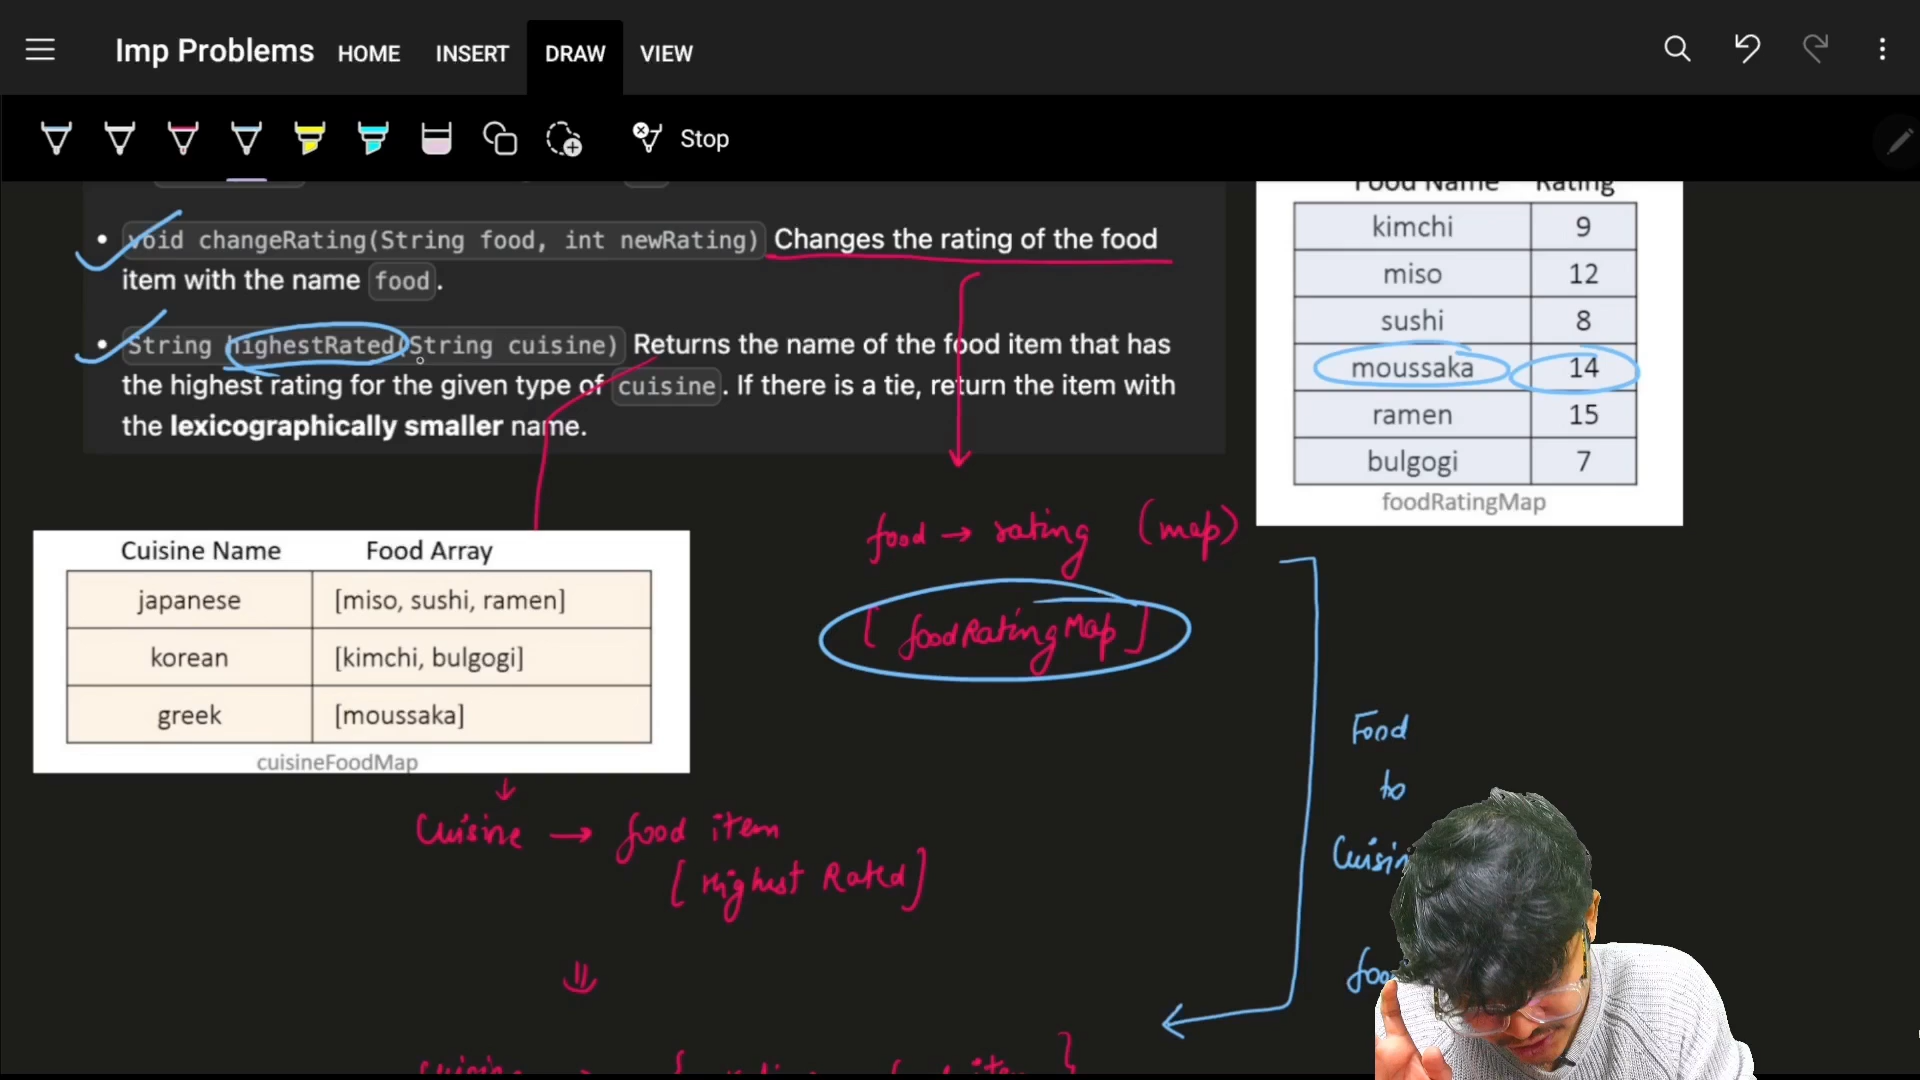 Imp Problems HOME INSERT DRAW VIEW
Stop
• void changeRating(String food, int newRating) Changes the rating of the food
item with the name food.
• String highestRated(String cuisine) Returns the name of the food item that has
the highest rating for the given type of cuisine. If there is a tie, return the item with
the lexicographically smaller name.
Food Name Rating
kimchi 9
miso 12
sushi 8
moussaka 14
ramen 15
bulgogi 7
foodRatingMap
Cuisine Name Food Array
japanese [miso, sushi, ramen]
korean [kimchi, bulgogi]
greek [moussaka]
cuisineFoodMap
food → rating (map)
[foodRatingMap]
Cuisine → food item
[Highest Rated]
Food
to